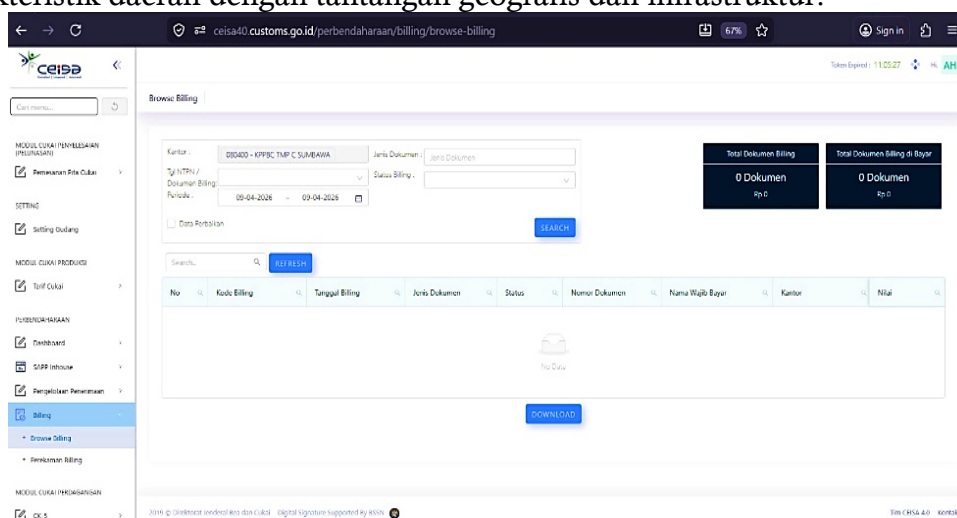 kteristik daerah dengan tantangan geografis dan infrastruktur.
ceisa40.customs.go.id/perbendaharaan/billing/browse-billing
67%
Sign in
ceisa
Token Expired : 11:05:27
Hi, AH
Cari menu...
Browse Billing
MODUL CUKAI PENYELESAIAN (PELUNASAN)
Pemesanan Pita Cukai
SETTING
Setting Gudang
MODUL CUKAI PRODUKSI
Tarif Cukai
PERBENDAHARAAN
Dashboard
SAPP Inhouse
Pengelolaan Penerimaan
Billing
Browse Billing
Perekaman Billing
MODUL CUKAI PERDAGANGAN
CK 5
Kantor :
080400 - KPPBC TMP C SUMBAWA
Jenis Dokumen :
Jenis Dokumen
Tgl NTPN / Dokumen Billing:
Status Billing :
Periode :
09-04-2026 - 09-04-2026
Data Perbaikan
SEARCH
Total Dokumen Billing
0 Dokumen
Rp 0
Total Dokumen Billing di Bayar
0 Dokumen
Rp 0
Search...
REFRESH
No Kode Billing Tanggal Billing Jenis Dokumen Status Nomor Dokumen Nama Wajib Bayar Kantor Nilai
No Data
DOWNLOAD
2019 © Direktorat Jenderal Bea dan Cukai Digital Signature Supported By BSSN
Tim CEISA 4.0 Kontak